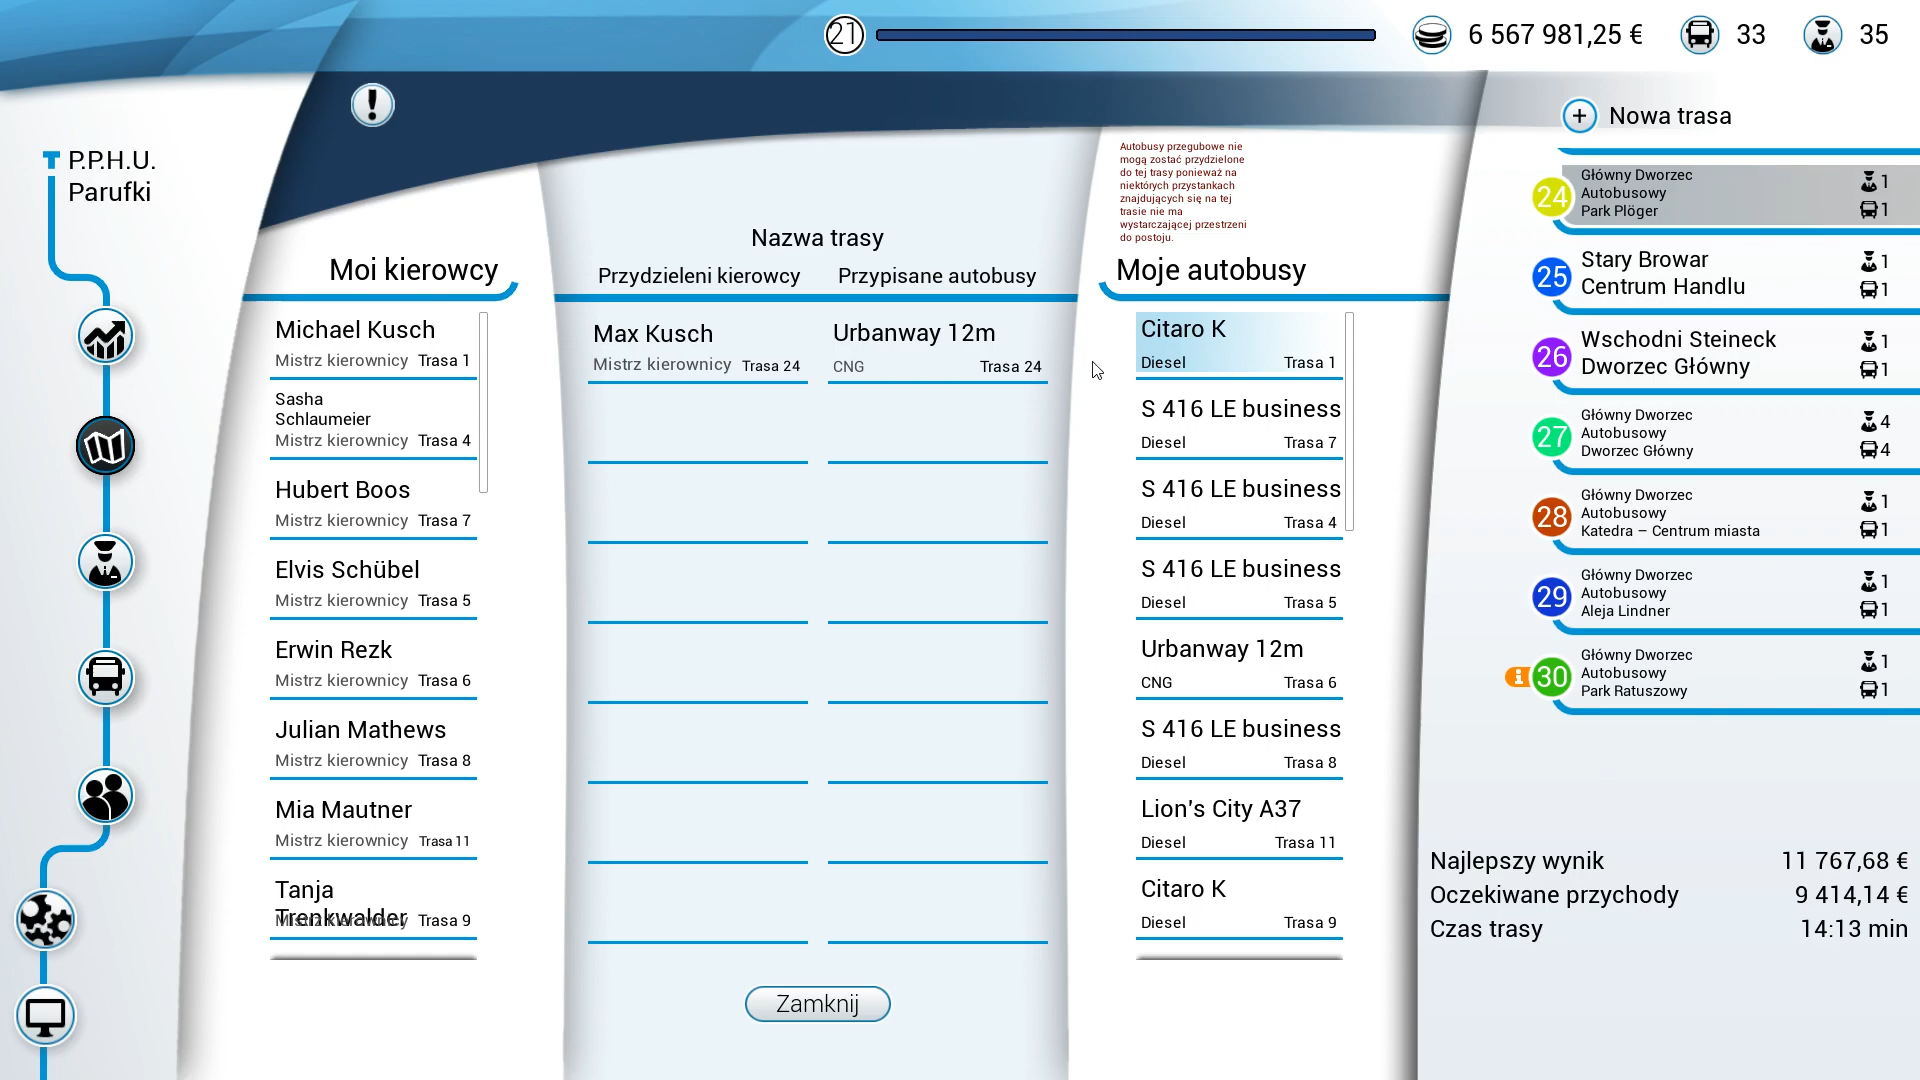 21
6 567 981,25 €
33
35
Nowa trasa
P.P.H.U.
Parufki
Autobusy przegubowe nie
mogą zostać przydzielone
do tej trasy ponieważ na
niektórych przystankach
znajdujących się na tej
trasie nie ma
wystarczającej przestrzeni
do postoju.
Moi kierowcy
Nazwa trasy
Przydzieleni kierowcy
Przypisane autobusy
Moje autobusy
Michael Kusch
Mistrz kierownicy Trasa 1
Sasha
Schlaumeier
Mistrz kierownicy Trasa 4
Hubert Boos
Mistrz kierownicy Trasa 7
Elvis Schübel
Mistrz kierownicy Trasa 5
Erwin Rezk
Mistrz kierownicy Trasa 6
Julian Mathews
Mistrz kierownicy Trasa 8
Mia Mautner
Mistrz kierownicy Trasa 11
Tanja
Trenkwalder
Mistrz kierownicy Trasa 9
Max Kusch
Mistrz kierownicy Trasa 24
Urbanway 12m
CNG Trasa 24
Zamknij
Citaro K
Diesel Trasa 1
S 416 LE business
Diesel Trasa 7
S 416 LE business
Diesel Trasa 4
S 416 LE business
Diesel Trasa 5
Urbanway 12m
CNG Trasa 6
S 416 LE business
Diesel Trasa 8
Lion's City A37
Diesel Trasa 11
Citaro K
Diesel Trasa 9
24
Główny Dworzec
Autobusowy
Park Plöger
1
1
25
Stary Browar
Centrum Handlu
1
1
26
Wschodni Steineck
Dworzec Główny
1
1
27
Główny Dworzec
Autobusowy
Dworzec Główny
4
4
28
Główny Dworzec
Autobusowy
Katedra – Centrum miasta
1
1
29
Główny Dworzec
Autobusowy
Aleja Lindner
1
1
30
Główny Dworzec
Autobusowy
Park Ratuszowy
1
1
Najlepszy wynik 11 767,68 €
Oczekiwane przychody 9 414,14 €
Czas trasy 14:13 min